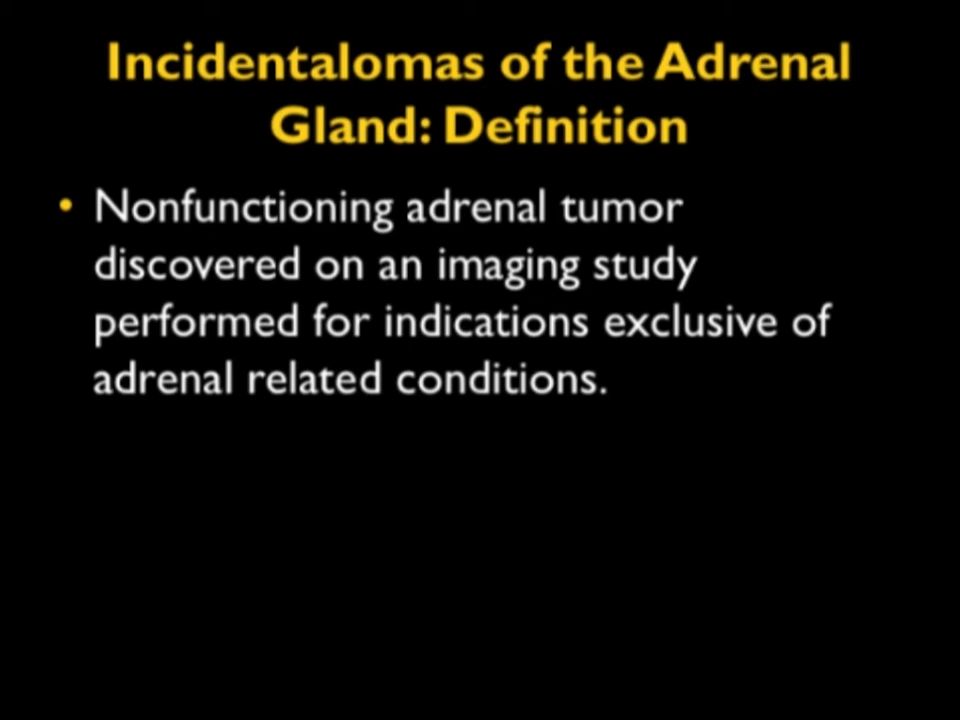 Incidentalomas of the Adrenal
Gland: Definition
• Nonfunctioning adrenal tumor
discovered on an imaging study
performed for indications exclusive of
adrenal related conditions.